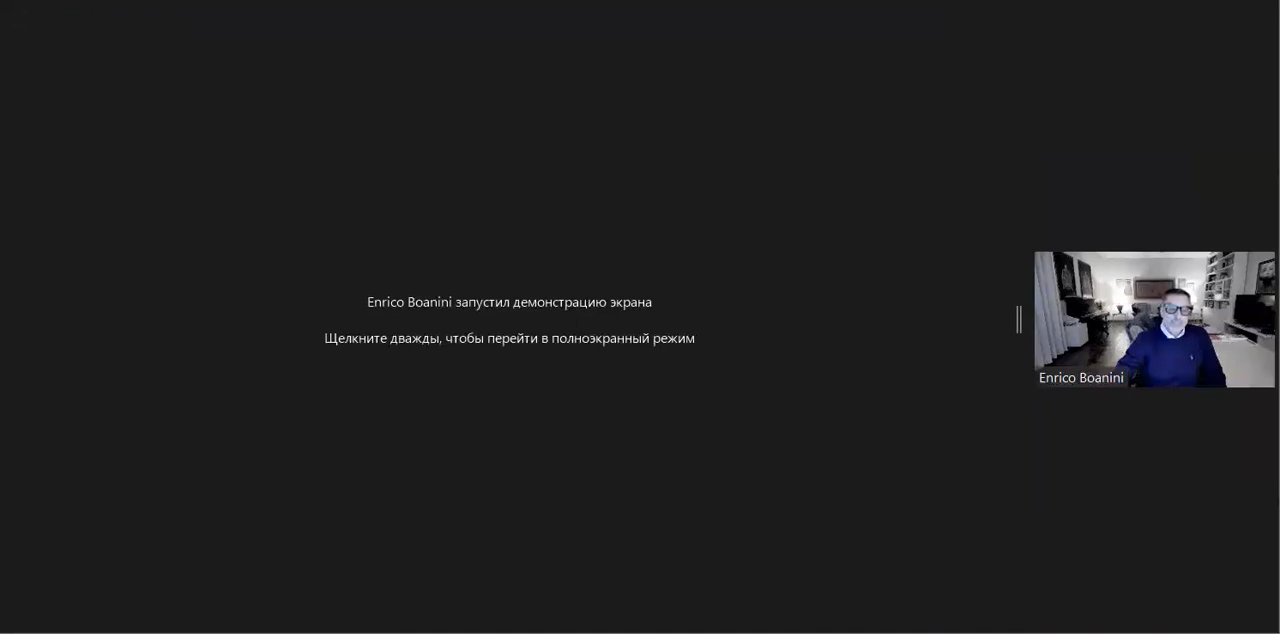 Enrico Boanini запустил демонстрацию экрана
Щелкните дважды, чтобы перейти в полноэкранный режим
Enrico Boanini